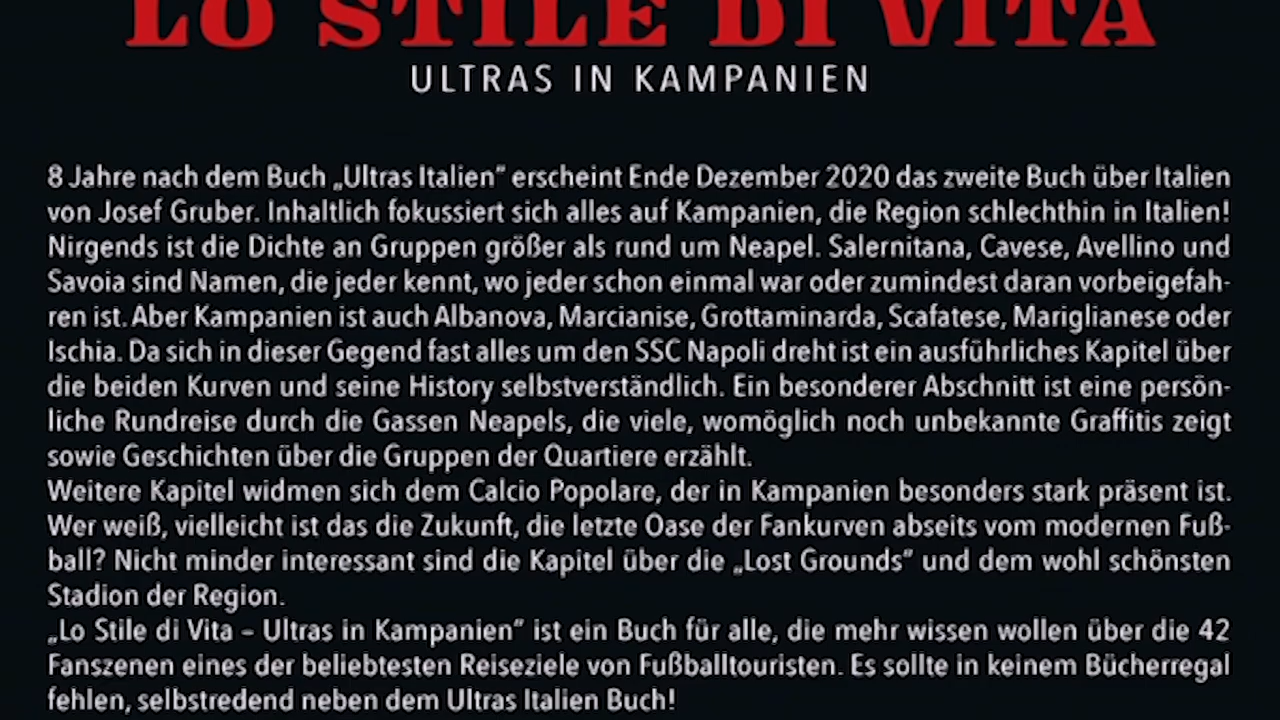 LO STILE DI VITA
ULTRAS IN KAMPANIEN
8 Jahre nach dem Buch „Ultras Italien“ erscheint Ende Dezember 2020 das zweite Buch über Italien
von Josef Gruber. Inhaltlich fokussiert sich alles auf Kampanien, die Region schlechthin in Italien!
Nirgends ist die Dichte an Gruppen größer als rund um Neapel. Salernitana, Cavese, Avellino und
Savoia sind Namen, die jeder kennt, wo jeder schon einmal war oder zumindest daran vorbeigefah-
ren ist. Aber Kampanien ist auch Albanova, Marcianise, Grottaminarda, Scafatese, Mariglianese oder
Ischia. Da sich in dieser Gegend fast alles um den SSC Napoli dreht ist ein ausführliches Kapitel über
die beiden Kurven und seine History selbstverständlich. Ein besonderer Abschnitt ist eine persön-
liche Rundreise durch die Gassen Neapels, die viele, womöglich noch unbekannte Graffitis zeigt
sowie Geschichten über die Gruppen der Quartiere erzählt.
Weitere Kapitel widmen sich dem Calcio Popolare, der in Kampanien besonders stark präsent ist.
Wer weiß, vielleicht ist das die Zukunft, die letzte Oase der Fankurven abseits vom modernen Fuß-
ball? Nicht minder interessant sind die Kapitel über die „Lost Grounds“ und dem wohl schönsten
Stadion der Region.
„Lo Stile di Vita – Ultras in Kampanien“ ist ein Buch für alle, die mehr wissen wollen über die 42
Fanszenen eines der beliebtesten Reiseziele von Fußballtouristen. Es sollte in keinem Bücherregal
fehlen, selbstredend neben dem Ultras Italien Buch!